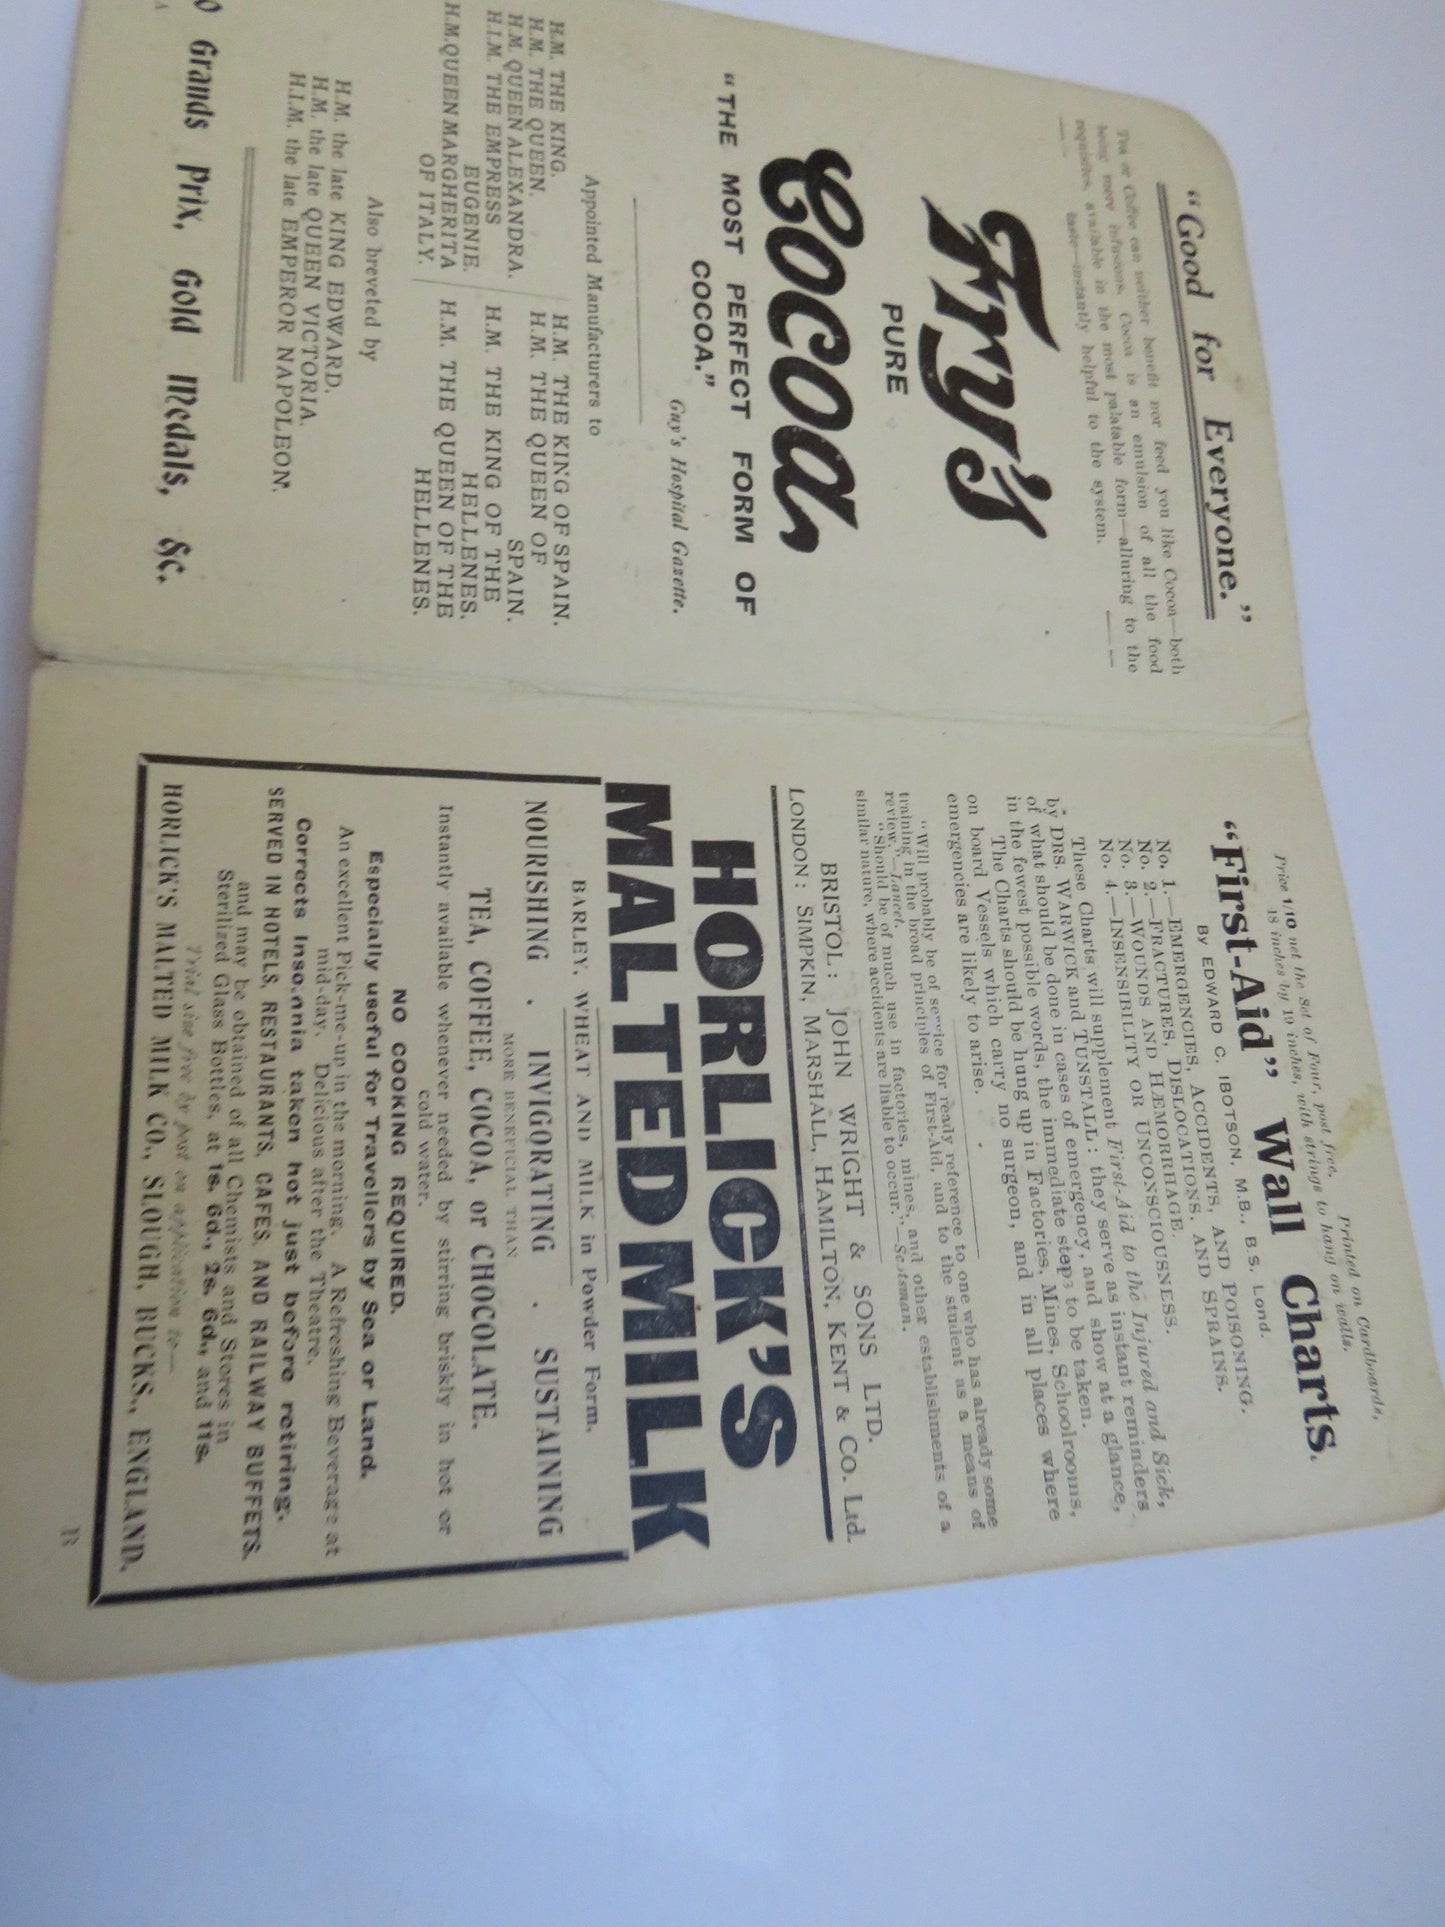 "Good for Everyone."
Tea or Coffee can neither benefit nor feed you like Cocoa—both
being mere infusions. Cocoa is an emulsion of all the food
requisites, available in the most palatable form—alluring to the
taste—instantly helpful to the system.
Fry's
PURE
Cocoa
"THE MOST PERFECT FORM OF
COCOA."
Guy's Hospital Gazette.
Appointed Manufacturers to
H.M. THE KING.
H.M. THE QUEEN.
H.M. QUEEN ALEXANDRA.
H.I.M. THE EMPRESS
EUGENIE.
H.M. QUEEN MARGHERITA
OF ITALY.
H.M. THE KING OF SPAIN.
H.M. THE QUEEN OF
SPAIN.
H.M. THE KING OF THE
HELLENES.
H.M. THE QUEEN OF THE
HELLENES.
Also breveted by
H.M. the late KING EDWARD.
H.M. the late QUEEN VICTORIA.
H.I.M. the late EMPEROR NAPOLEON.
0 Grands Prix, Gold Medals, &c.
A
Price 1/10 net the Set of Four, post free. Printed on Cardboards,
18 inches by 19 inches, with strings to hang on walls.
"First-Aid" Wall Charts.
By EDWARD C. IBOTSON, M.B., B.S. Lond.
No. 1.—EMERGENCIES, ACCIDENTS, AND POISONING.
No. 2.—FRACTURES, DISLOCATIONS, AND SPRAINS.
No. 3.—WOUNDS AND HÆMORRHAGE.
No. 4.—INSENSIBILITY OR UNCONSCIOUSNESS.
These Charts will supplement First-Aid to the Injured and Sick,
by DRS. WARWICK and TUNSTALL: they serve as instant reminders
of what should be done in cases of emergency, and show at a glance,
in the fewest possible words, the immediate steps to be taken.
The Charts should be hung up in Factories, Mines, Schoolrooms,
on board Vessels which carry no surgeon, and in all places where
emergencies are likely to arise.
"Will probably be of service for ready reference to one who has already some
training in the broad principles of First-Aid, and to the student as a means of
review."—Lancet.
"Should be of much use in factories, mines, and other establishments of a
similar nature, where accidents are liable to occur."—Scotsman.
BRISTOL: JOHN WRIGHT & SONS LTD.
LONDON: SIMPKIN, MARSHALL, HAMILTON, KENT & CO. Ltd.
HORLICK'S
MALTED MILK
BARLEY, WHEAT AND MILK in Powder Form.
NOURISHING . INVIGORATING . SUSTAINING
MORE BENEFICIAL THAN
TEA, COFFEE, COCOA, or CHOCOLATE.
Instantly available whenever needed by stirring briskly in hot or
cold water.
NO COOKING REQUIRED.
Especially useful for Travellers by Sea or Land.
An excellent Pick-me-up in the morning. A Refreshing Beverage at
mid-day. Delicious after the Theatre.
Corrects Insomnia taken hot just before retiring.
SERVED IN HOTELS, RESTAURANTS, CAFES, AND RAILWAY BUFFETS.
and may be obtained of all Chemists and Stores in
Sterilized Glass Bottles, at 1s. 6d., 2s. 6d., and 11s.
Trial size free by post on application to—
HORLICK'S MALTED MILK CO., SLOUGH, BUCKS., ENGLAND.
B